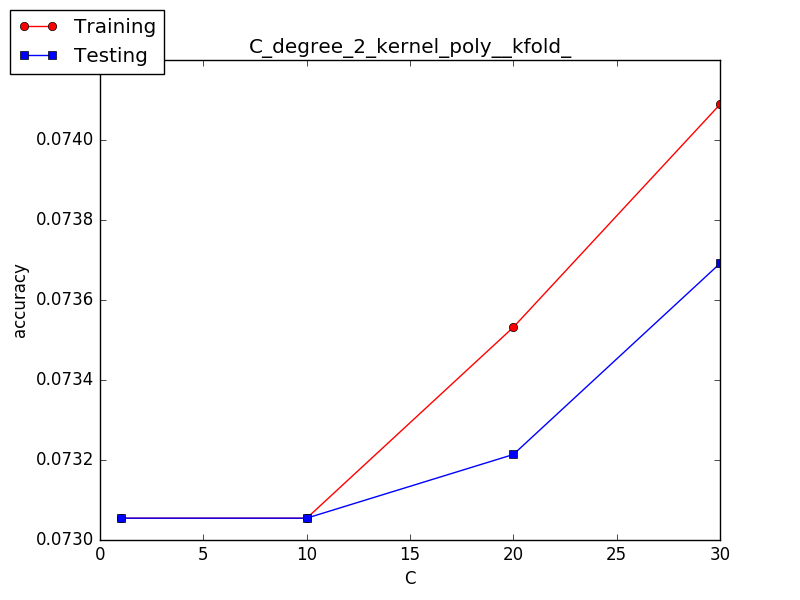 Training
Testing
C_degree_2_kernel_poly__kfold_
0.0740
0.0738
0.0736
0.0734
0.0732
0.0730
accuracy
0 5 10 15 20 25 30
C